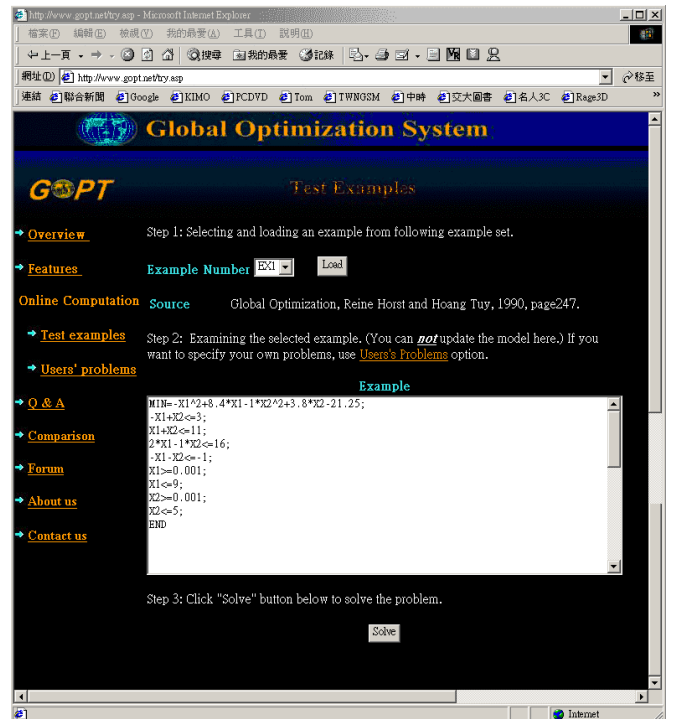 http://www.gopt.net/try.asp - Microsoft Internet Explorer
檔案(F) 編輯(E) 檢視(V) 我的最愛(A) 工具(T) 說明(H)
上一頁 搜尋 我的最愛 記錄
網址(D) http://www.gopt.net/try.asp 移至
連結 聯合新聞 Google KIMO PCDVD Tom TWNGSM 中時 交大圖書 名人3C Rage3D »
Global Optimization System
GOPT
Test Examples
Overview
Features
Online Computation
Test examples
Users' problems
Q & A
Comparison
Forum
About us
Contact us
Step 1: Selecting and loading an example from following example set.
Example Number EX1 Load
Source Global Optimization, Reine Horst and Hoang Tuy, 1990, page247.
Step 2: Examining the selected example. (You can not update the model here.) If you
want to specify your own problems, use Users's Problems option.
Example
MIN=-X1^2+8.4*X1-1*X2^2+3.8*X2-21.25;
-X1+X2<=3;
X1+X2<=11;
2*X1-1*X2<=16;
-X1-X2<=-1;
X1>=0.001;
X1<=9;
X2>=0.001;
X2<=5;
END
Step 3: Click "Solve" button below to solve the problem.
Solve
Internet